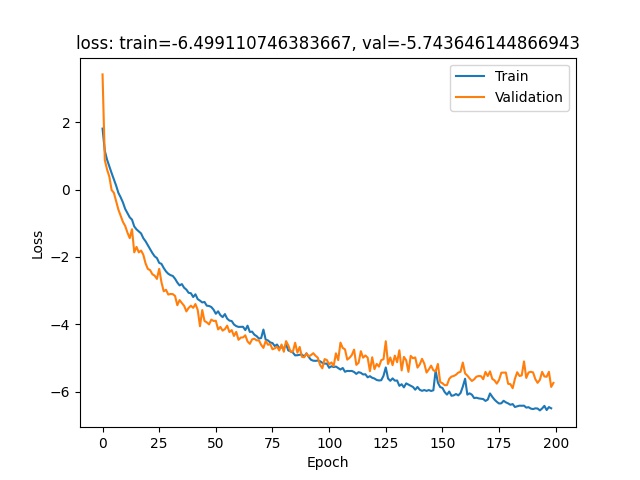 loss: train=-6.499110746383667, val=-5.743646144866943
Train
Validation
Loss
2
0
−2
−4
−6
0 25 50 75 100 125 150 175 200
Epoch